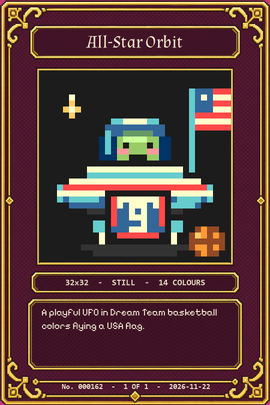 All-Star Orbit
9
32x32 - STILL - 14 COLOURS
A playful UFO in Dream Team basketball
colors flying a USA flag.
No. 000162 - 1 OF 1 - 2026-11-22